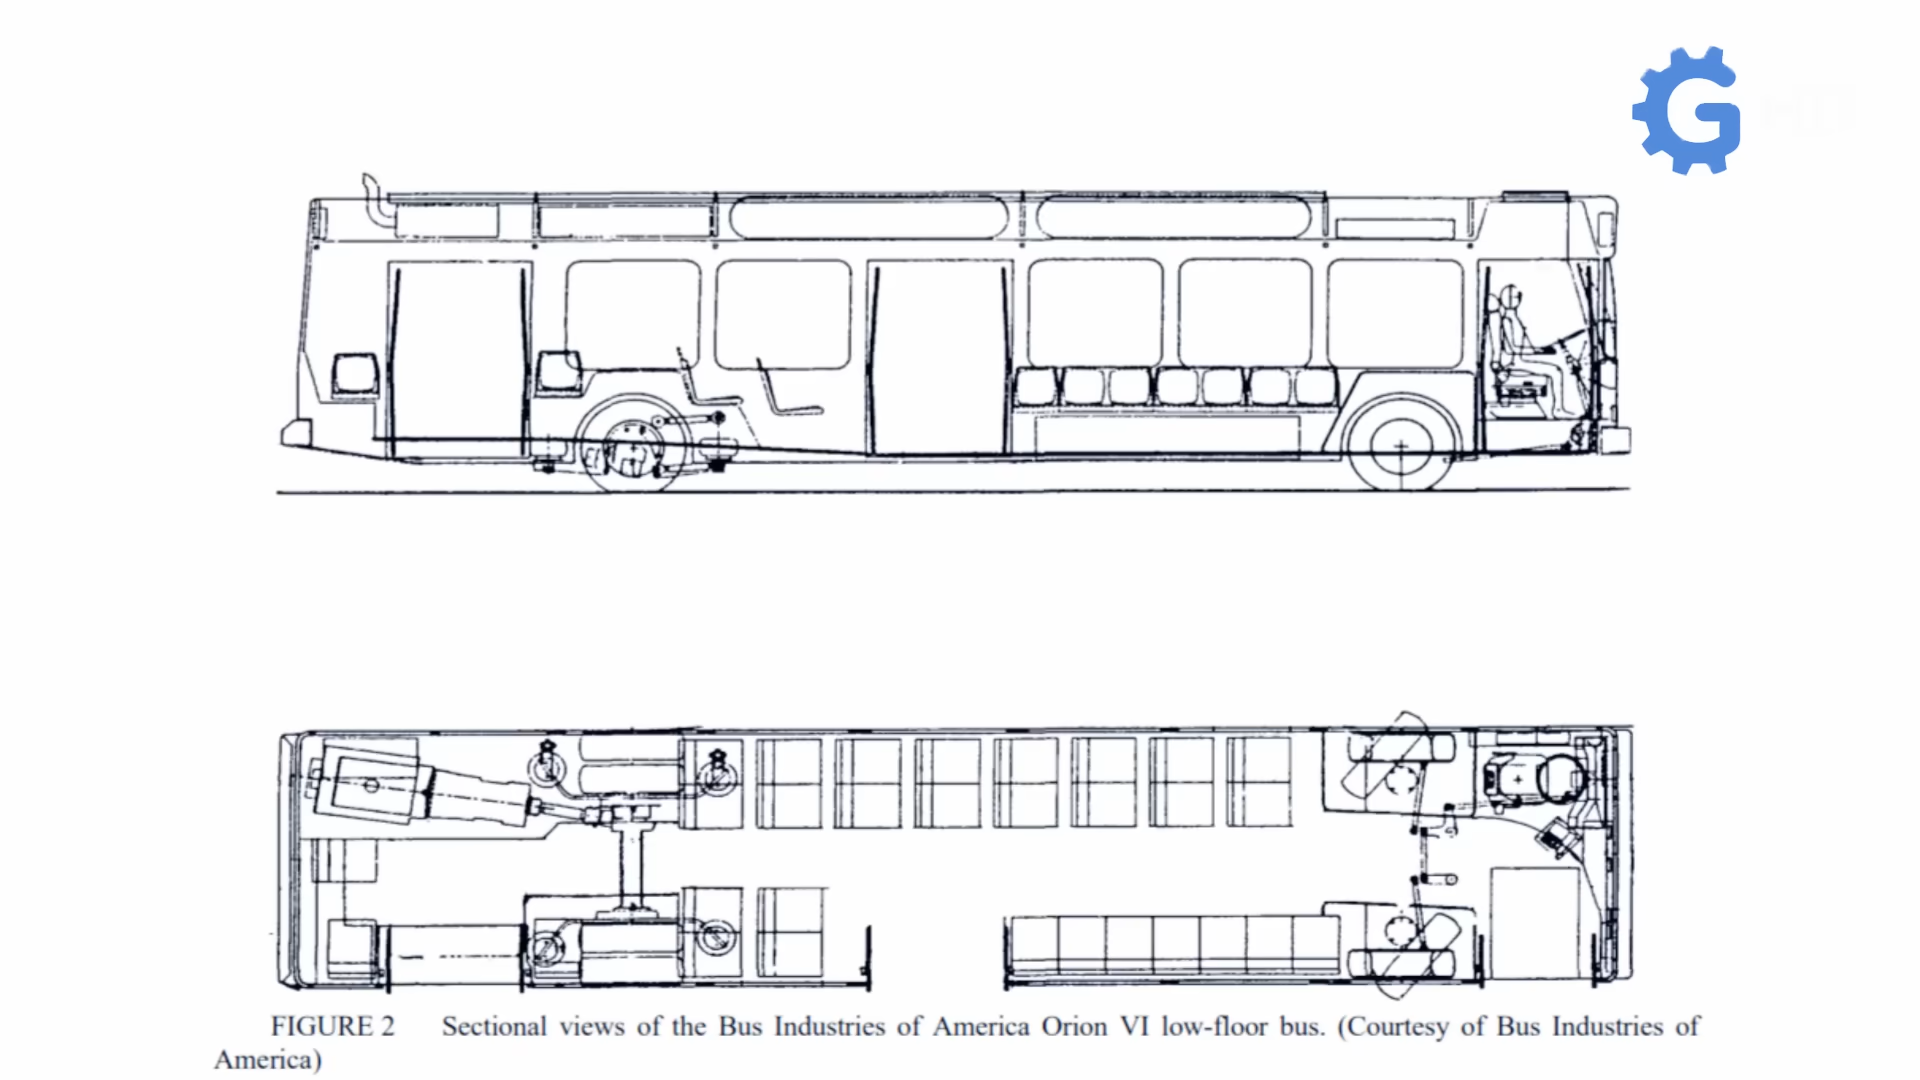 G
FIGURE 2 Sectional views of the Bus Industries of America Orion VI low-floor bus. (Courtesy of Bus Industries of
America)